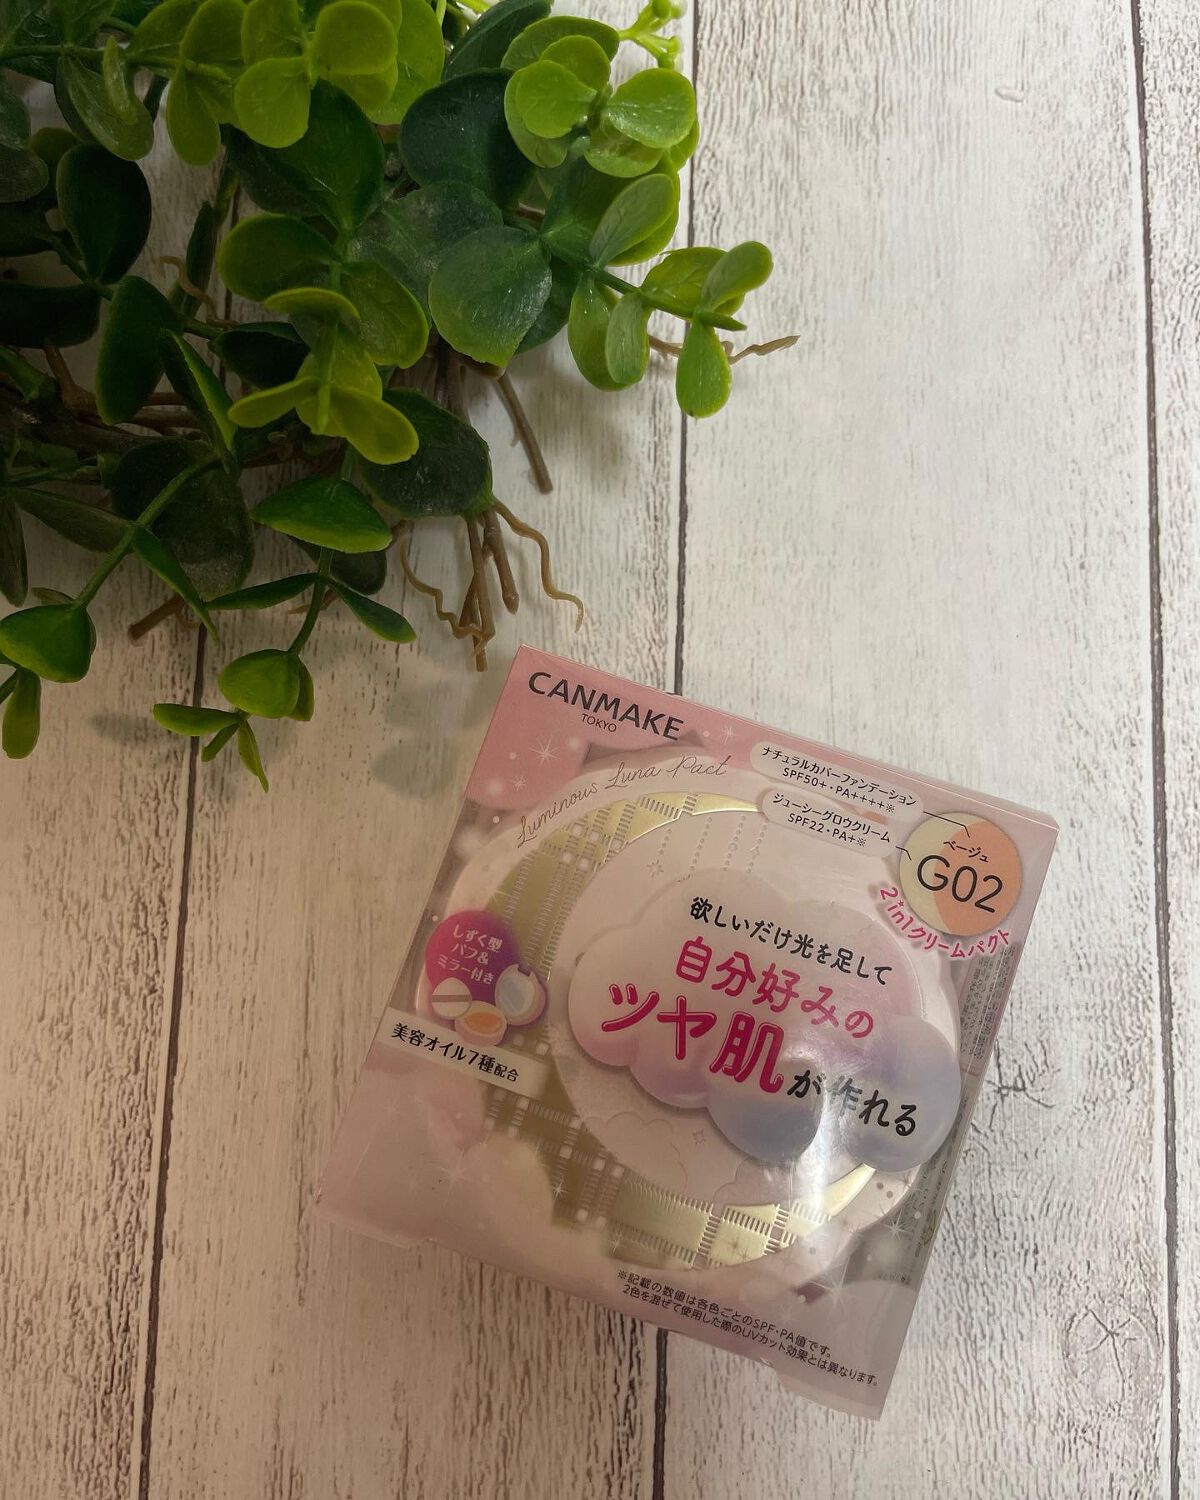 CANMAKE
TOKYO
Luminous Luna Pact
ナチュラルカバーファンデーション
SPF50+・PA++++※
ジューシーグロウクリーム
SPF22・PA+※
ベージュ
G02
2in1クリームパクト
欲しいだけ光を足して
自分好みの
ツヤ肌が作れる
しずく型
パフ&
ミラー付き
美容オイル7種配合
※記載の数値は各色ごとのSPF・PA値です。
2色を混ぜて使用した際のUVカット効果とは異なります。